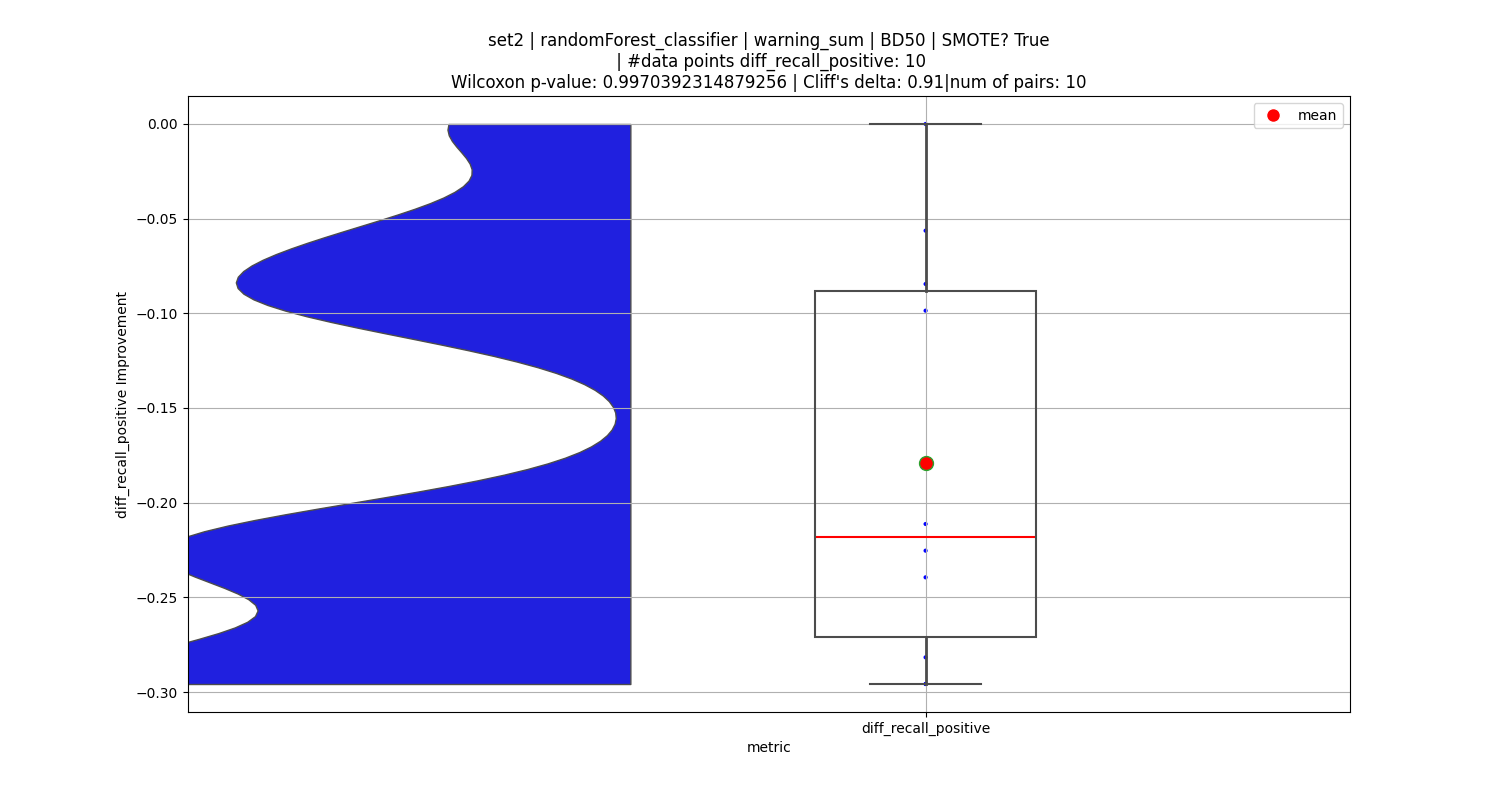 set2 | randomForest_classifier | warning_sum | BD50 | SMOTE? True
| #data points diff_recall_positive: 10
Wilcoxon p-value: 0.9970392314879256 | Cliff's delta: 0.91|num of pairs: 10
mean
0.00
−0.05
−0.10
−0.15
−0.20
−0.25
−0.30
diff_recall_positive Improvement
diff_recall_positive
metric